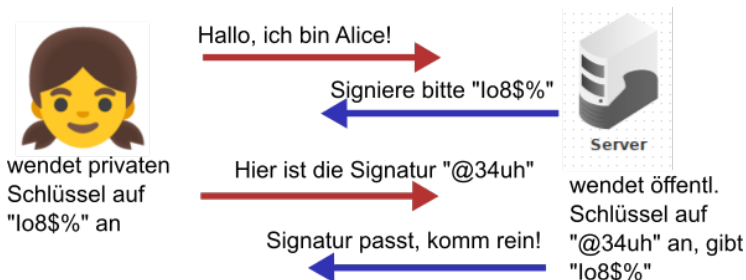 Hallo, ich bin Alice!
Signiere bitte "Io8$%"
Server
wendet privaten
Schlüssel auf
"Io8$%" an
Hier ist die Signatur "@34uh"
wendet öffentl.
Schlüssel auf
"@34uh" an, gibt
"Io8$%"
Signatur passt, komm rein!